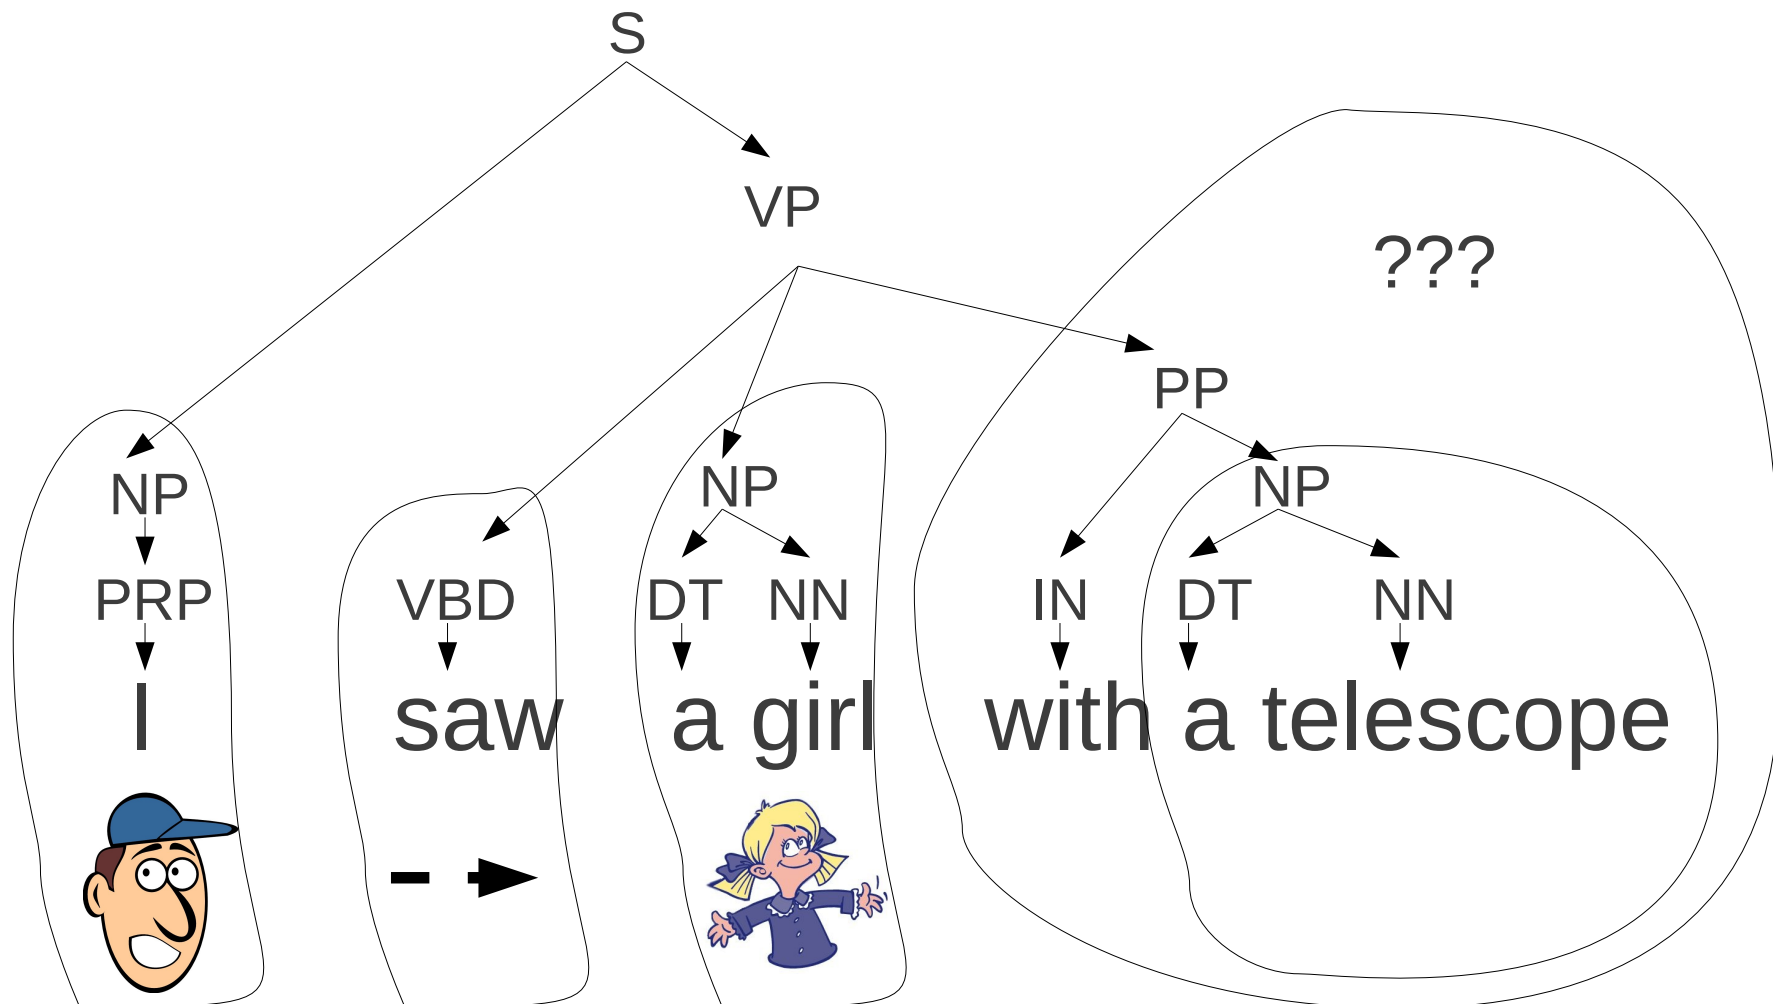 S
VP
???
PP
NP NP NP
PRP VBD DT NN IN DT NN
I saw a girl with a telescope